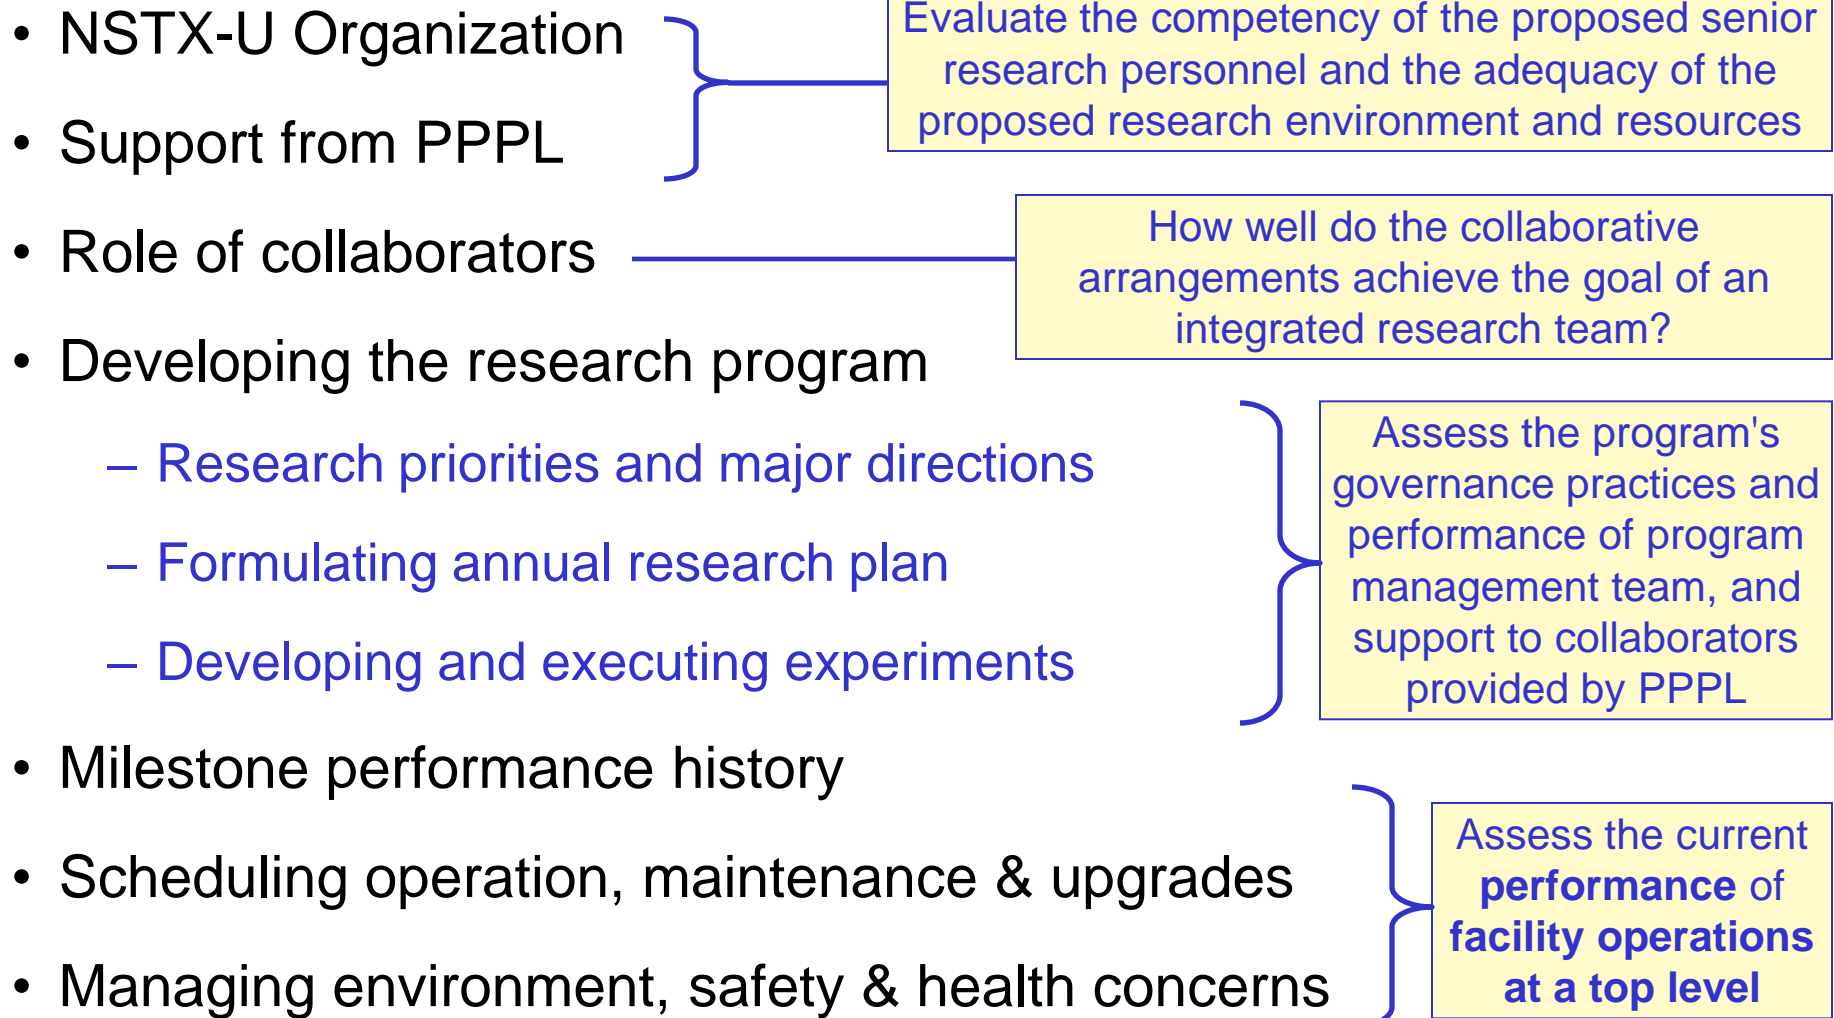 • NSTX-U Organization
• Support from PPPL
Evaluate the competency of the proposed senior
research personnel and the adequacy of the
proposed research environment and resources
• Role of collaborators
How well do the collaborative
arrangements achieve the goal of an
integrated research team?
• Developing the research program
– Research priorities and major directions
– Formulating annual research plan
– Developing and executing experiments
Assess the program's
governance practices and
performance of program
management team, and
support to collaborators
provided by PPPL
• Milestone performance history
• Scheduling operation, maintenance & upgrades
• Managing environment, safety & health concerns
Assess the current
performance of
facility operations
at a top level